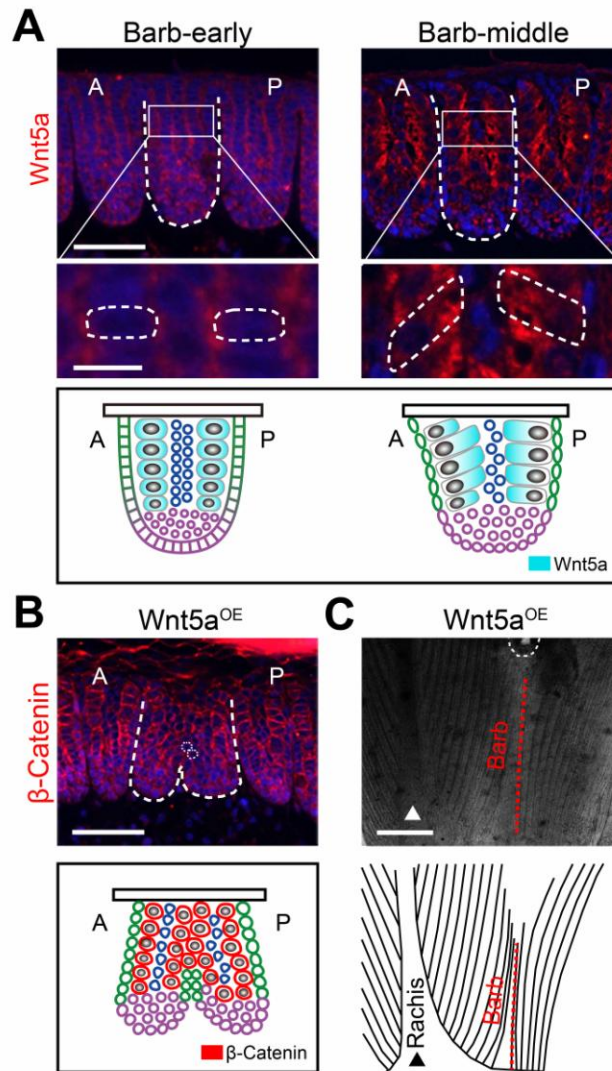 A
Barb-early
Barb-middle
Wnt5a
A
P
A
P
A
P
A
P
Wnt5a
B
Wnt5a^OE
C
Wnt5a^OE
β-Catenin
A
P
Barb
A
P
β-Catenin
Rachis
Barb